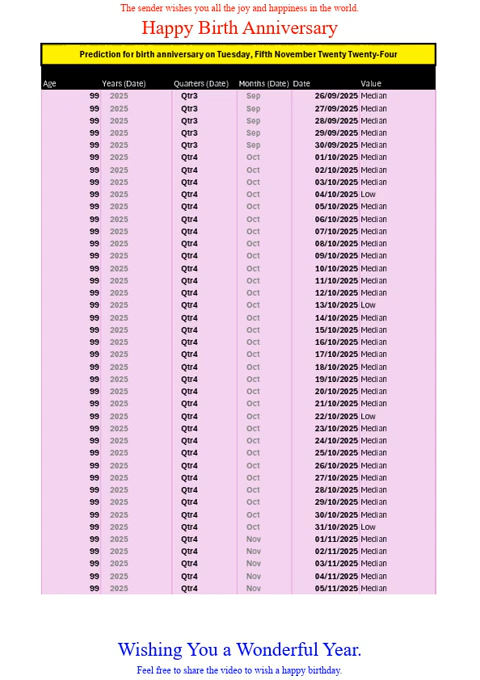 The sender wishes you all the joy and happiness in the world.
Happy Birth Anniversary
Prediction for birth anniversary on Tuesday, Fifth November Twenty Twenty-Four
Age Years (Date) Quarters (Date) Months (Date) Date Value
99 2025 Qtr3 Sep 26/09/2025 Median
99 2025 Qtr3 Sep 27/09/2025 Median
99 2025 Qtr3 Sep 28/09/2025 Median
99 2025 Qtr3 Sep 29/09/2025 Median
99 2025 Qtr3 Sep 30/09/2025 Median
99 2025 Qtr4 Oct 01/10/2025 Median
99 2025 Qtr4 Oct 02/10/2025 Median
99 2025 Qtr4 Oct 03/10/2025 Median
99 2025 Qtr4 Oct 04/10/2025 Low
99 2025 Qtr4 Oct 05/10/2025 Median
99 2025 Qtr4 Oct 06/10/2025 Median
99 2025 Qtr4 Oct 07/10/2025 Median
99 2025 Qtr4 Oct 08/10/2025 Median
99 2025 Qtr4 Oct 09/10/2025 Median
99 2025 Qtr4 Oct 10/10/2025 Median
99 2025 Qtr4 Oct 11/10/2025 Median
99 2025 Qtr4 Oct 12/10/2025 Median
99 2025 Qtr4 Oct 13/10/2025 Low
99 2025 Qtr4 Oct 14/10/2025 Median
99 2025 Qtr4 Oct 15/10/2025 Median
99 2025 Qtr4 Oct 16/10/2025 Median
99 2025 Qtr4 Oct 17/10/2025 Median
99 2025 Qtr4 Oct 18/10/2025 Median
99 2025 Qtr4 Oct 19/10/2025 Median
99 2025 Qtr4 Oct 20/10/2025 Median
99 2025 Qtr4 Oct 21/10/2025 Median
99 2025 Qtr4 Oct 22/10/2025 Low
99 2025 Qtr4 Oct 23/10/2025 Median
99 2025 Qtr4 Oct 24/10/2025 Median
99 2025 Qtr4 Oct 25/10/2025 Median
99 2025 Qtr4 Oct 26/10/2025 Median
99 2025 Qtr4 Oct 27/10/2025 Median
99 2025 Qtr4 Oct 28/10/2025 Median
99 2025 Qtr4 Oct 29/10/2025 Median
99 2025 Qtr4 Oct 30/10/2025 Median
99 2025 Qtr4 Oct 31/10/2025 Low
99 2025 Qtr4 Nov 01/11/2025 Median
99 2025 Qtr4 Nov 02/11/2025 Median
99 2025 Qtr4 Nov 03/11/2025 Median
99 2025 Qtr4 Nov 04/11/2025 Median
99 2025 Qtr4 Nov 05/11/2025 Median
Wishing You a Wonderful Year.
Feel free to share the video to wish a happy birthday.